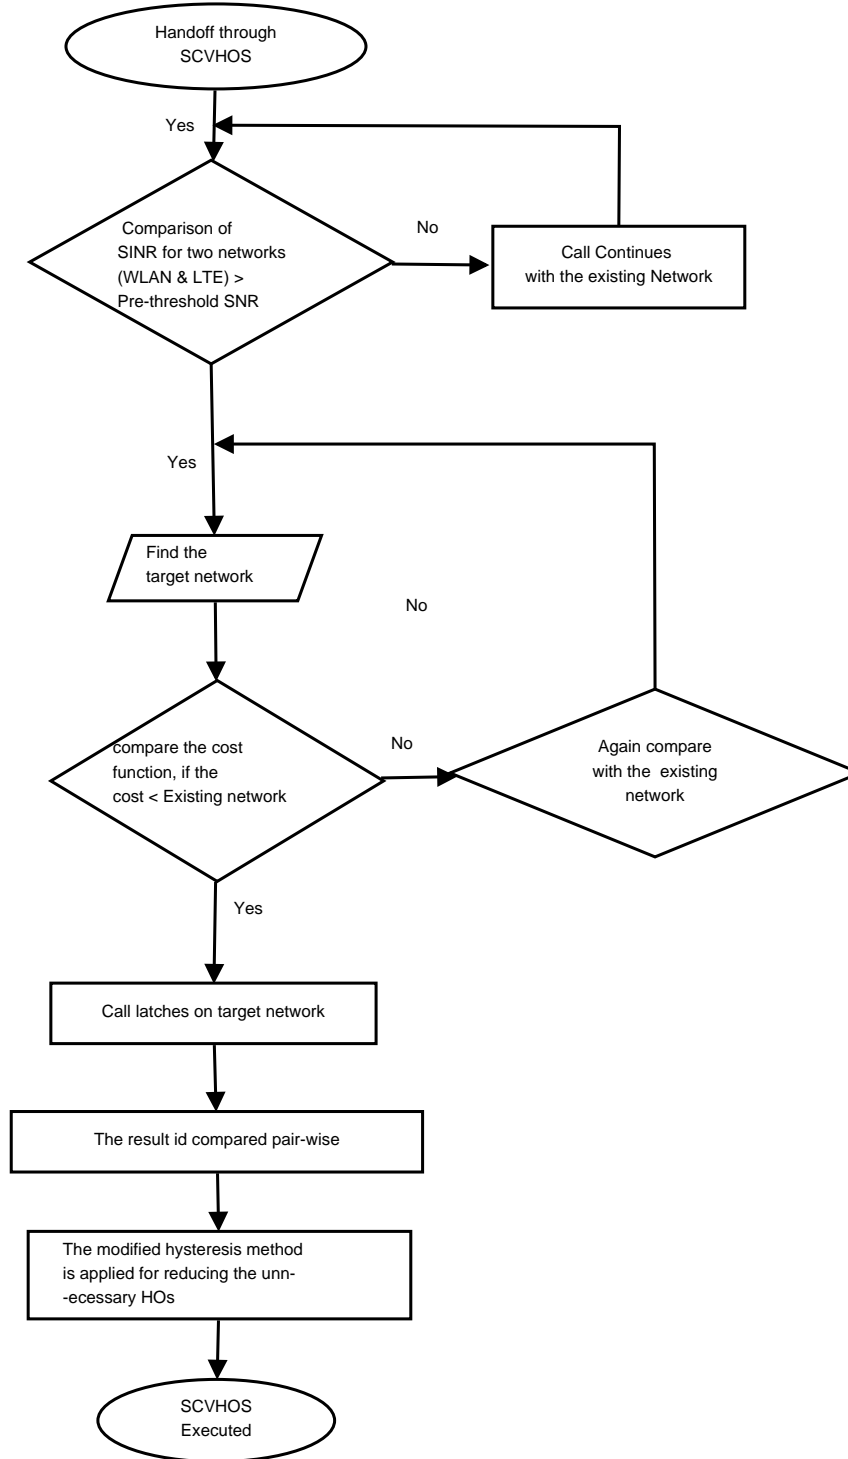 Handoff through
SCVHOS
Yes
Comparison of
SINR for two networks
(WLAN & LTE) >
Pre-threshold SNR
No
Call Continues
with the existing Network
Yes
Find the
target network
No
compare the cost
function, if the
cost < Existing network
No
Again compare
with the existing
network
Yes
Call latches on target network
The result id compared pair-wise
The modified hysteresis method
is applied for reducing the unn-
-ecessary HOs
SCVHOS
Executed